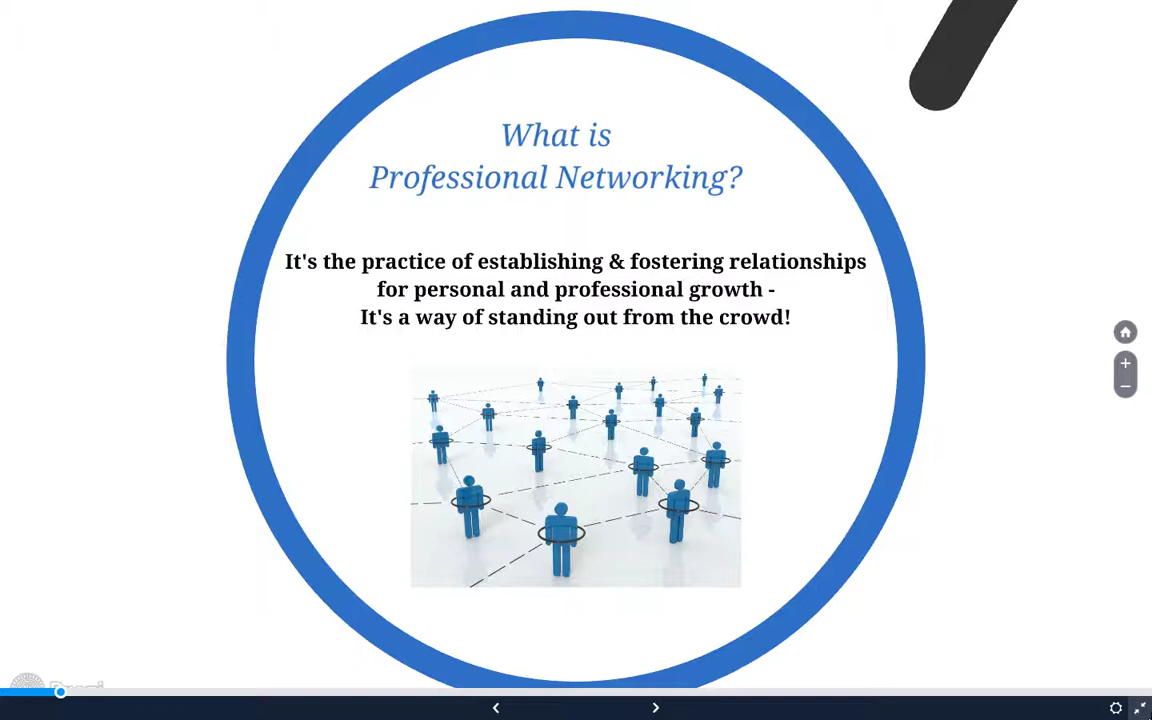 What is
Professional Networking?
It's the practice of establishing & fostering relationships
for personal and professional growth -
It's a way of standing out from the crowd!